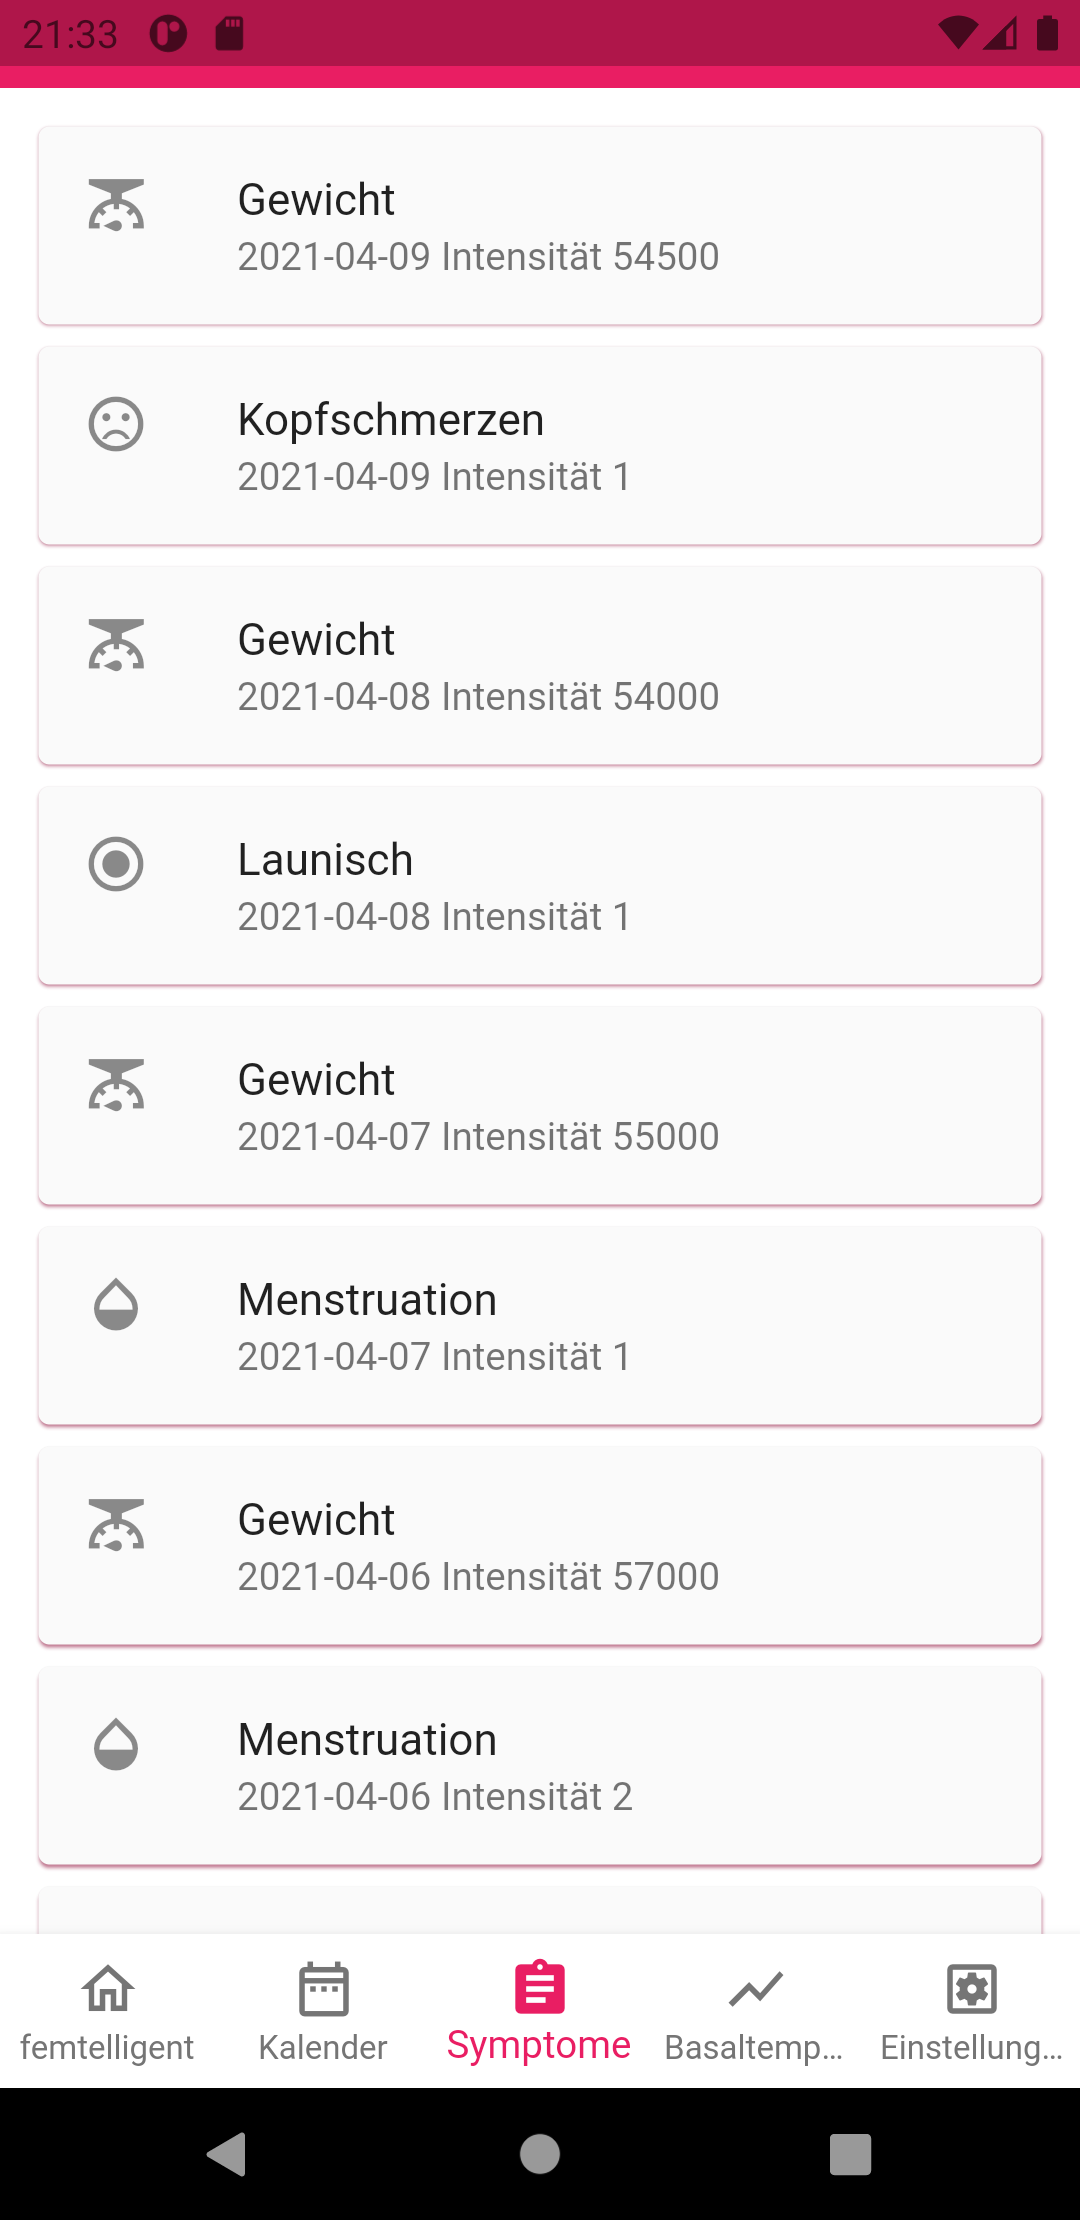 21:33
Gewicht
2021-04-09 Intensität 54500
Kopfschmerzen
2021-04-09 Intensität 1
Gewicht
2021-04-08 Intensität 54000
Launisch
2021-04-08 Intensität 1
Gewicht
2021-04-07 Intensität 55000
Menstruation
2021-04-07 Intensität 1
Gewicht
2021-04-06 Intensität 57000
Menstruation
2021-04-06 Intensität 2
femtelligent Kalender Symptome Basaltemp... Einstellung...